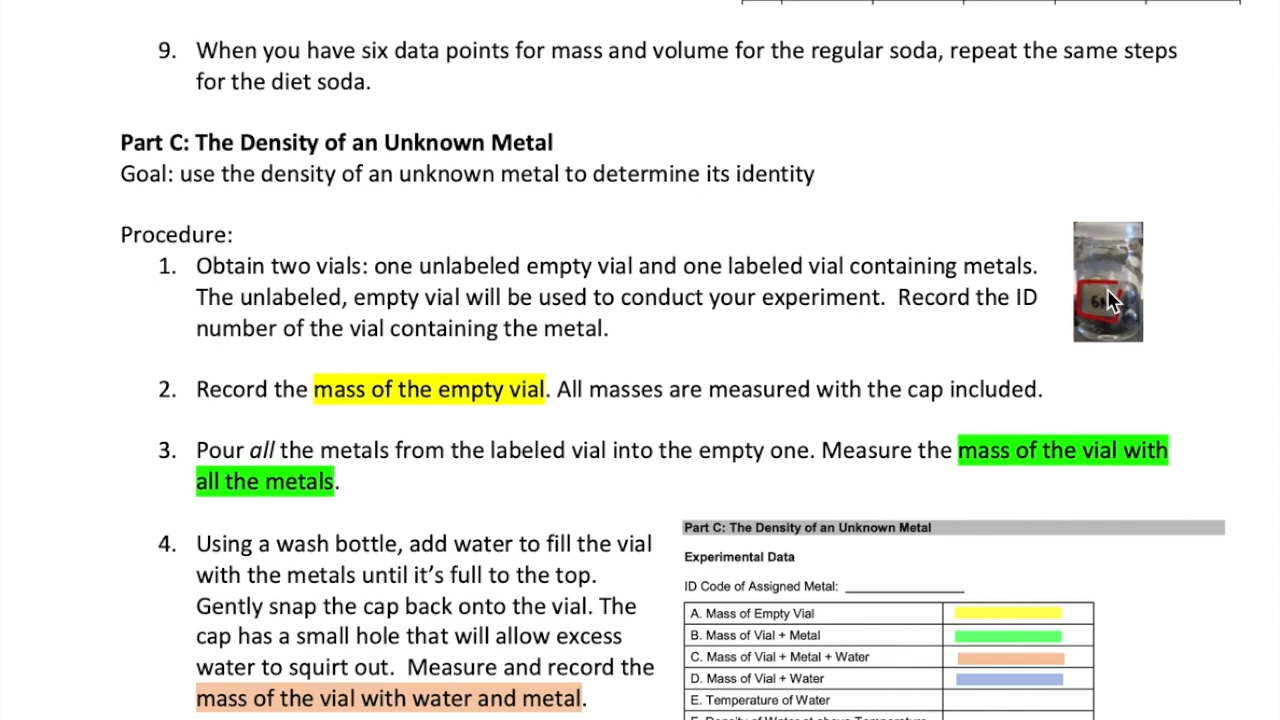 9. When you have six data points for mass and volume for the regular soda, repeat the same steps
for the diet soda.
Part C: The Density of an Unknown Metal
Goal: use the density of an unknown metal to determine its identity
Procedure:
1. Obtain two vials: one unlabeled empty vial and one labeled vial containing metals.
The unlabeled, empty vial will be used to conduct your experiment. Record the ID
number of the vial containing the metal.
2. Record the mass of the empty vial. All masses are measured with the cap included.
3. Pour all the metals from the labeled vial into the empty one. Measure the mass of the vial with
all the metals.
4. Using a wash bottle, add water to fill the vial
with the metals until it's full to the top.
Gently snap the cap back onto the vial. The
cap has a small hole that will allow excess
water to squirt out. Measure and record the
mass of the vial with water and metal.
Part C: The Density of an Unknown Metal
Experimental Data
ID Code of Assigned Metal:
A. Mass of Empty Vial
B. Mass of Vial + Metal
C. Mass of Vial + Metal + Water
D. Mass of Vial + Water
E. Temperature of Water